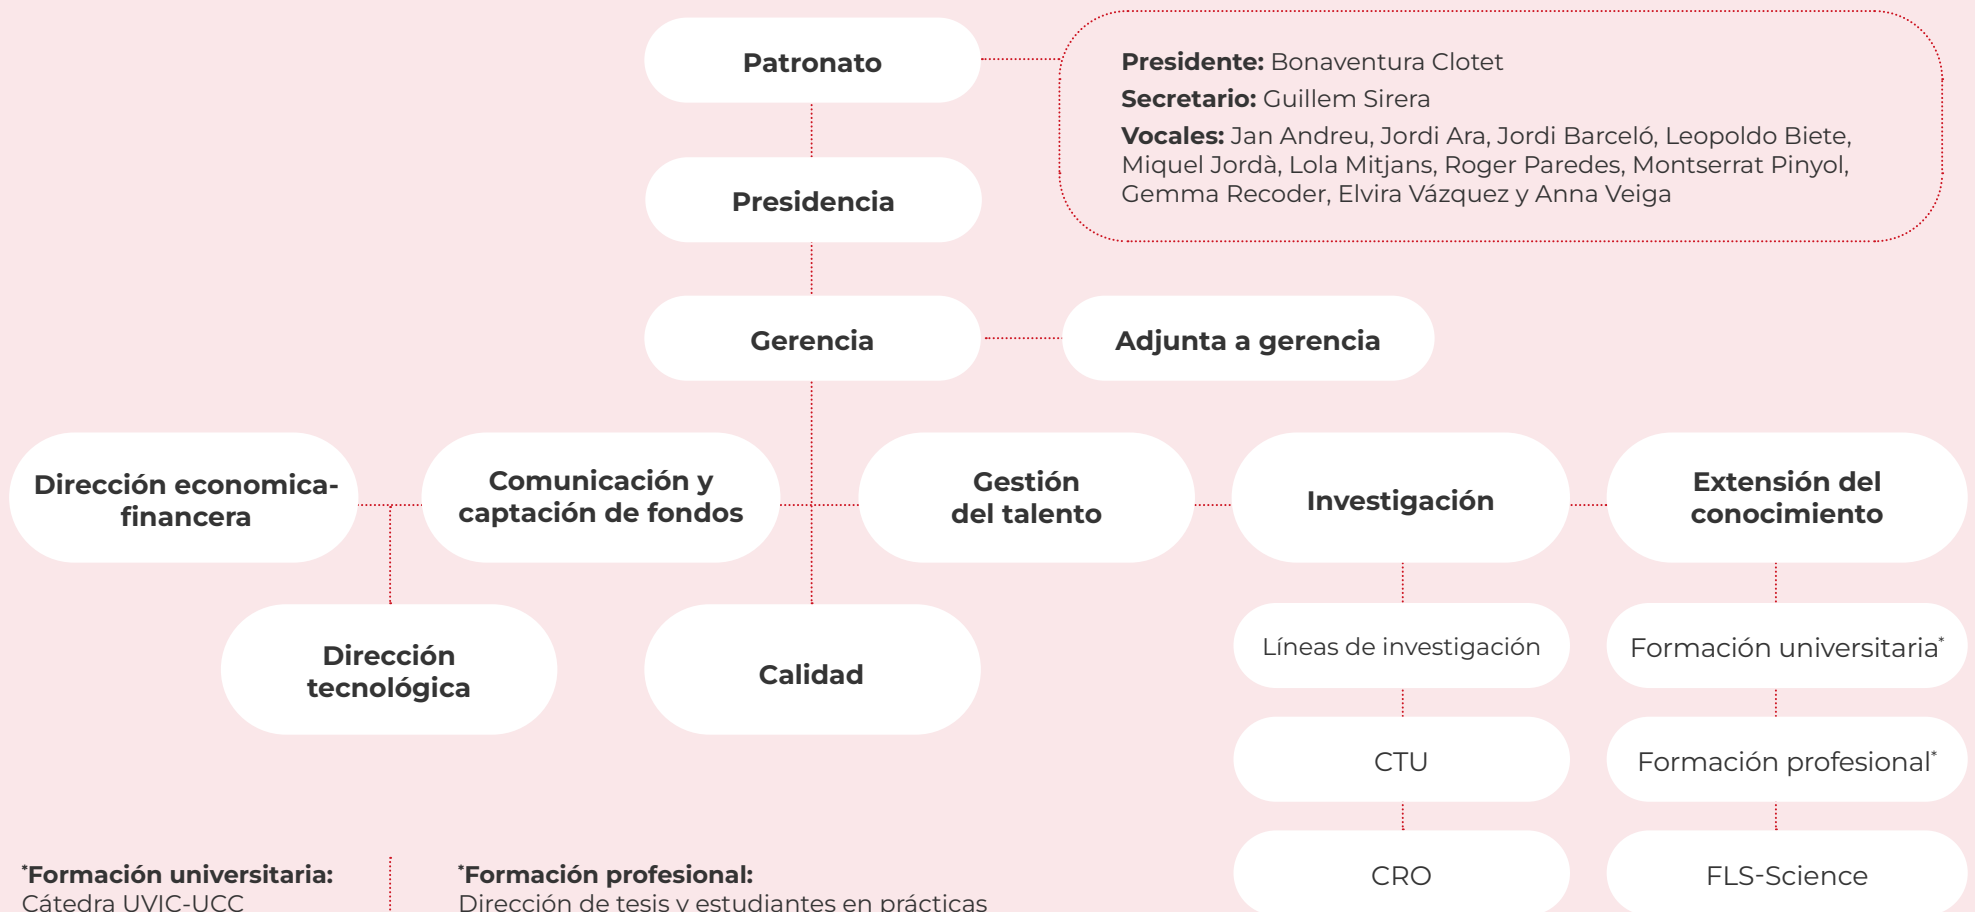 Patronato
Presidente: Bonaventura Clotet
Secretario: Guillem Sirera
Vocales: Jan Andreu, Jordi Ara, Jordi Barceló, Leopoldo Biete,
Miquel Jordà, Lola Mitjans, Roger Paredes, Montserrat Pinyol,
Gemma Recoder, Elvira Vázquez y Anna Veiga
Presidencia
Gerencia
Adjunta a gerencia
Dirección economica-
financera
Comunicación y
captación de fondos
Gestión
del talento
Investigación
Extensión del
conocimiento
Dirección
tecnológica
Calidad
Líneas de investigación
Formación universitaria*
CTU
Formación profesional*
CRO
FLS-Science
*Formación universitaria:
Cátedra UVIC-UCC
*Formación profesional:
Dirección de tesis y estudiantes en prácticas